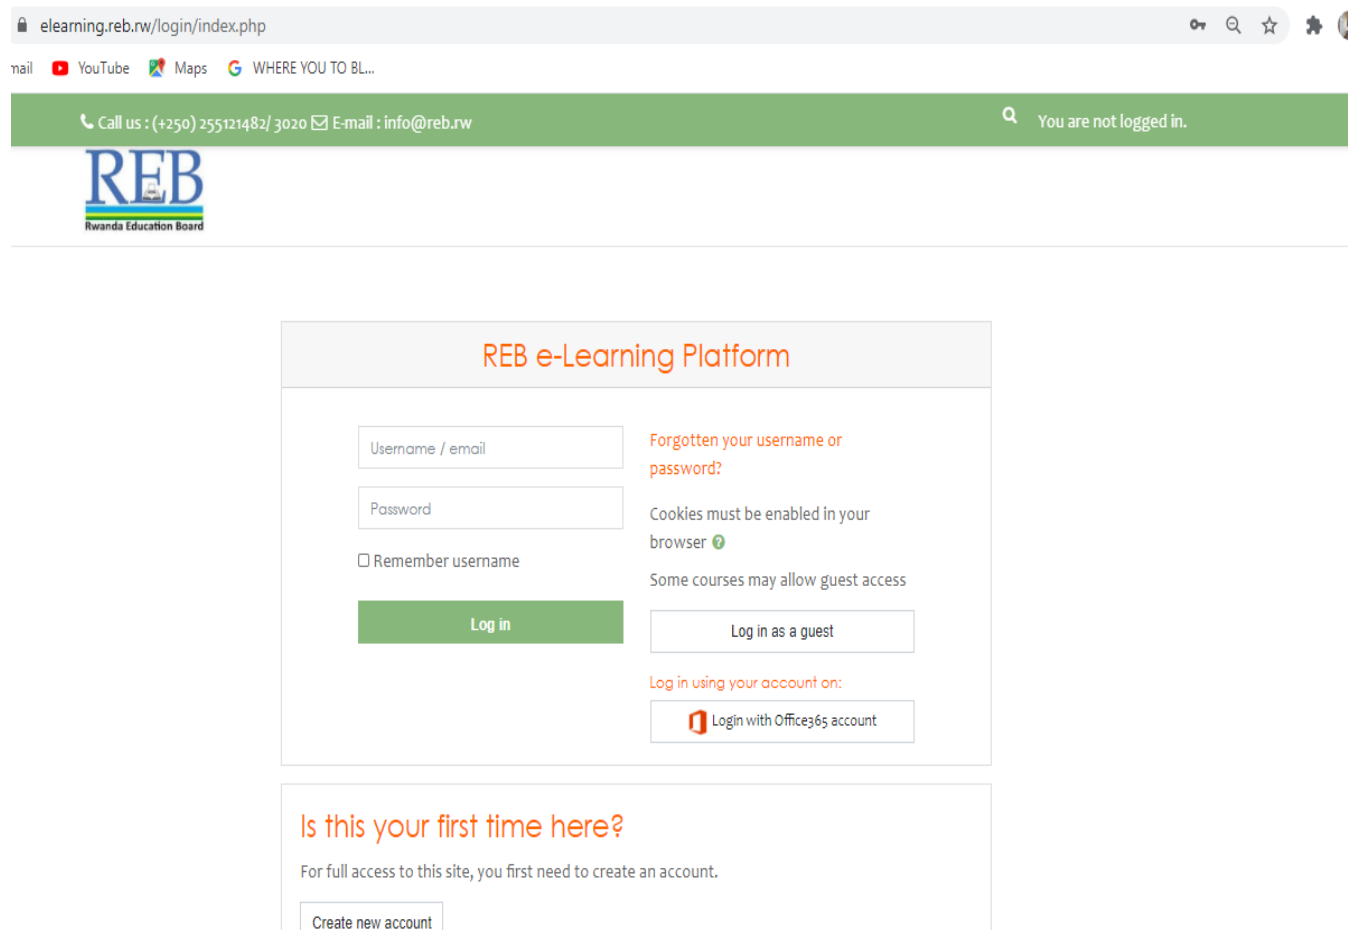 elearning.reb.rw/login/index.php
mail YouTube Maps WHERE YOU TO BL...
Call us : (+250) 255121482/ 3020 E-mail : info@reb.rw
You are not logged in.
REB
Rwanda Education Board
REB e-Learning Platform
Username / email
Password
Remember username
Log in
Forgotten your username or
password?
Cookies must be enabled in your
browser
Some courses may allow guest access
Log in as a guest
Log in using your account on:
Login with Office365 account
Is this your first time here?
For full access to this site, you first need to create an account.
Create new account